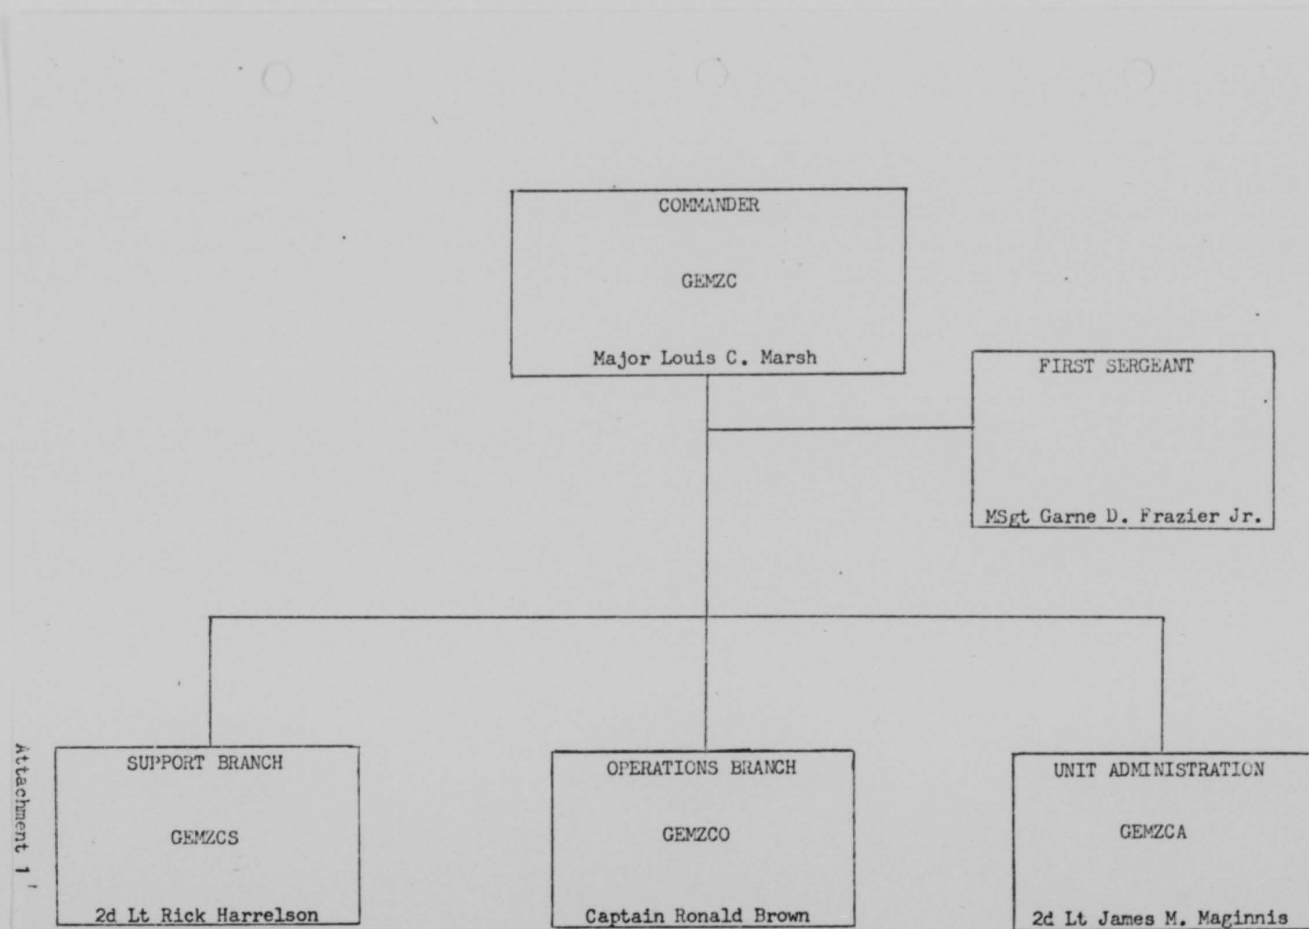 COMMANDER
GEMZC
Major Louis C. Marsh
FIRST SERGEANT
MSgt Garne D. Frazier Jr.
SUPPORT BRANCH
GEMZCS
2d Lt Rick Harrelson
OPERATIONS BRANCH
GEMZCO
Captain Ronald Brown
UNIT ADMINISTRATION
GEMZCA
2d Lt James M. Maginnis
Attachment 1